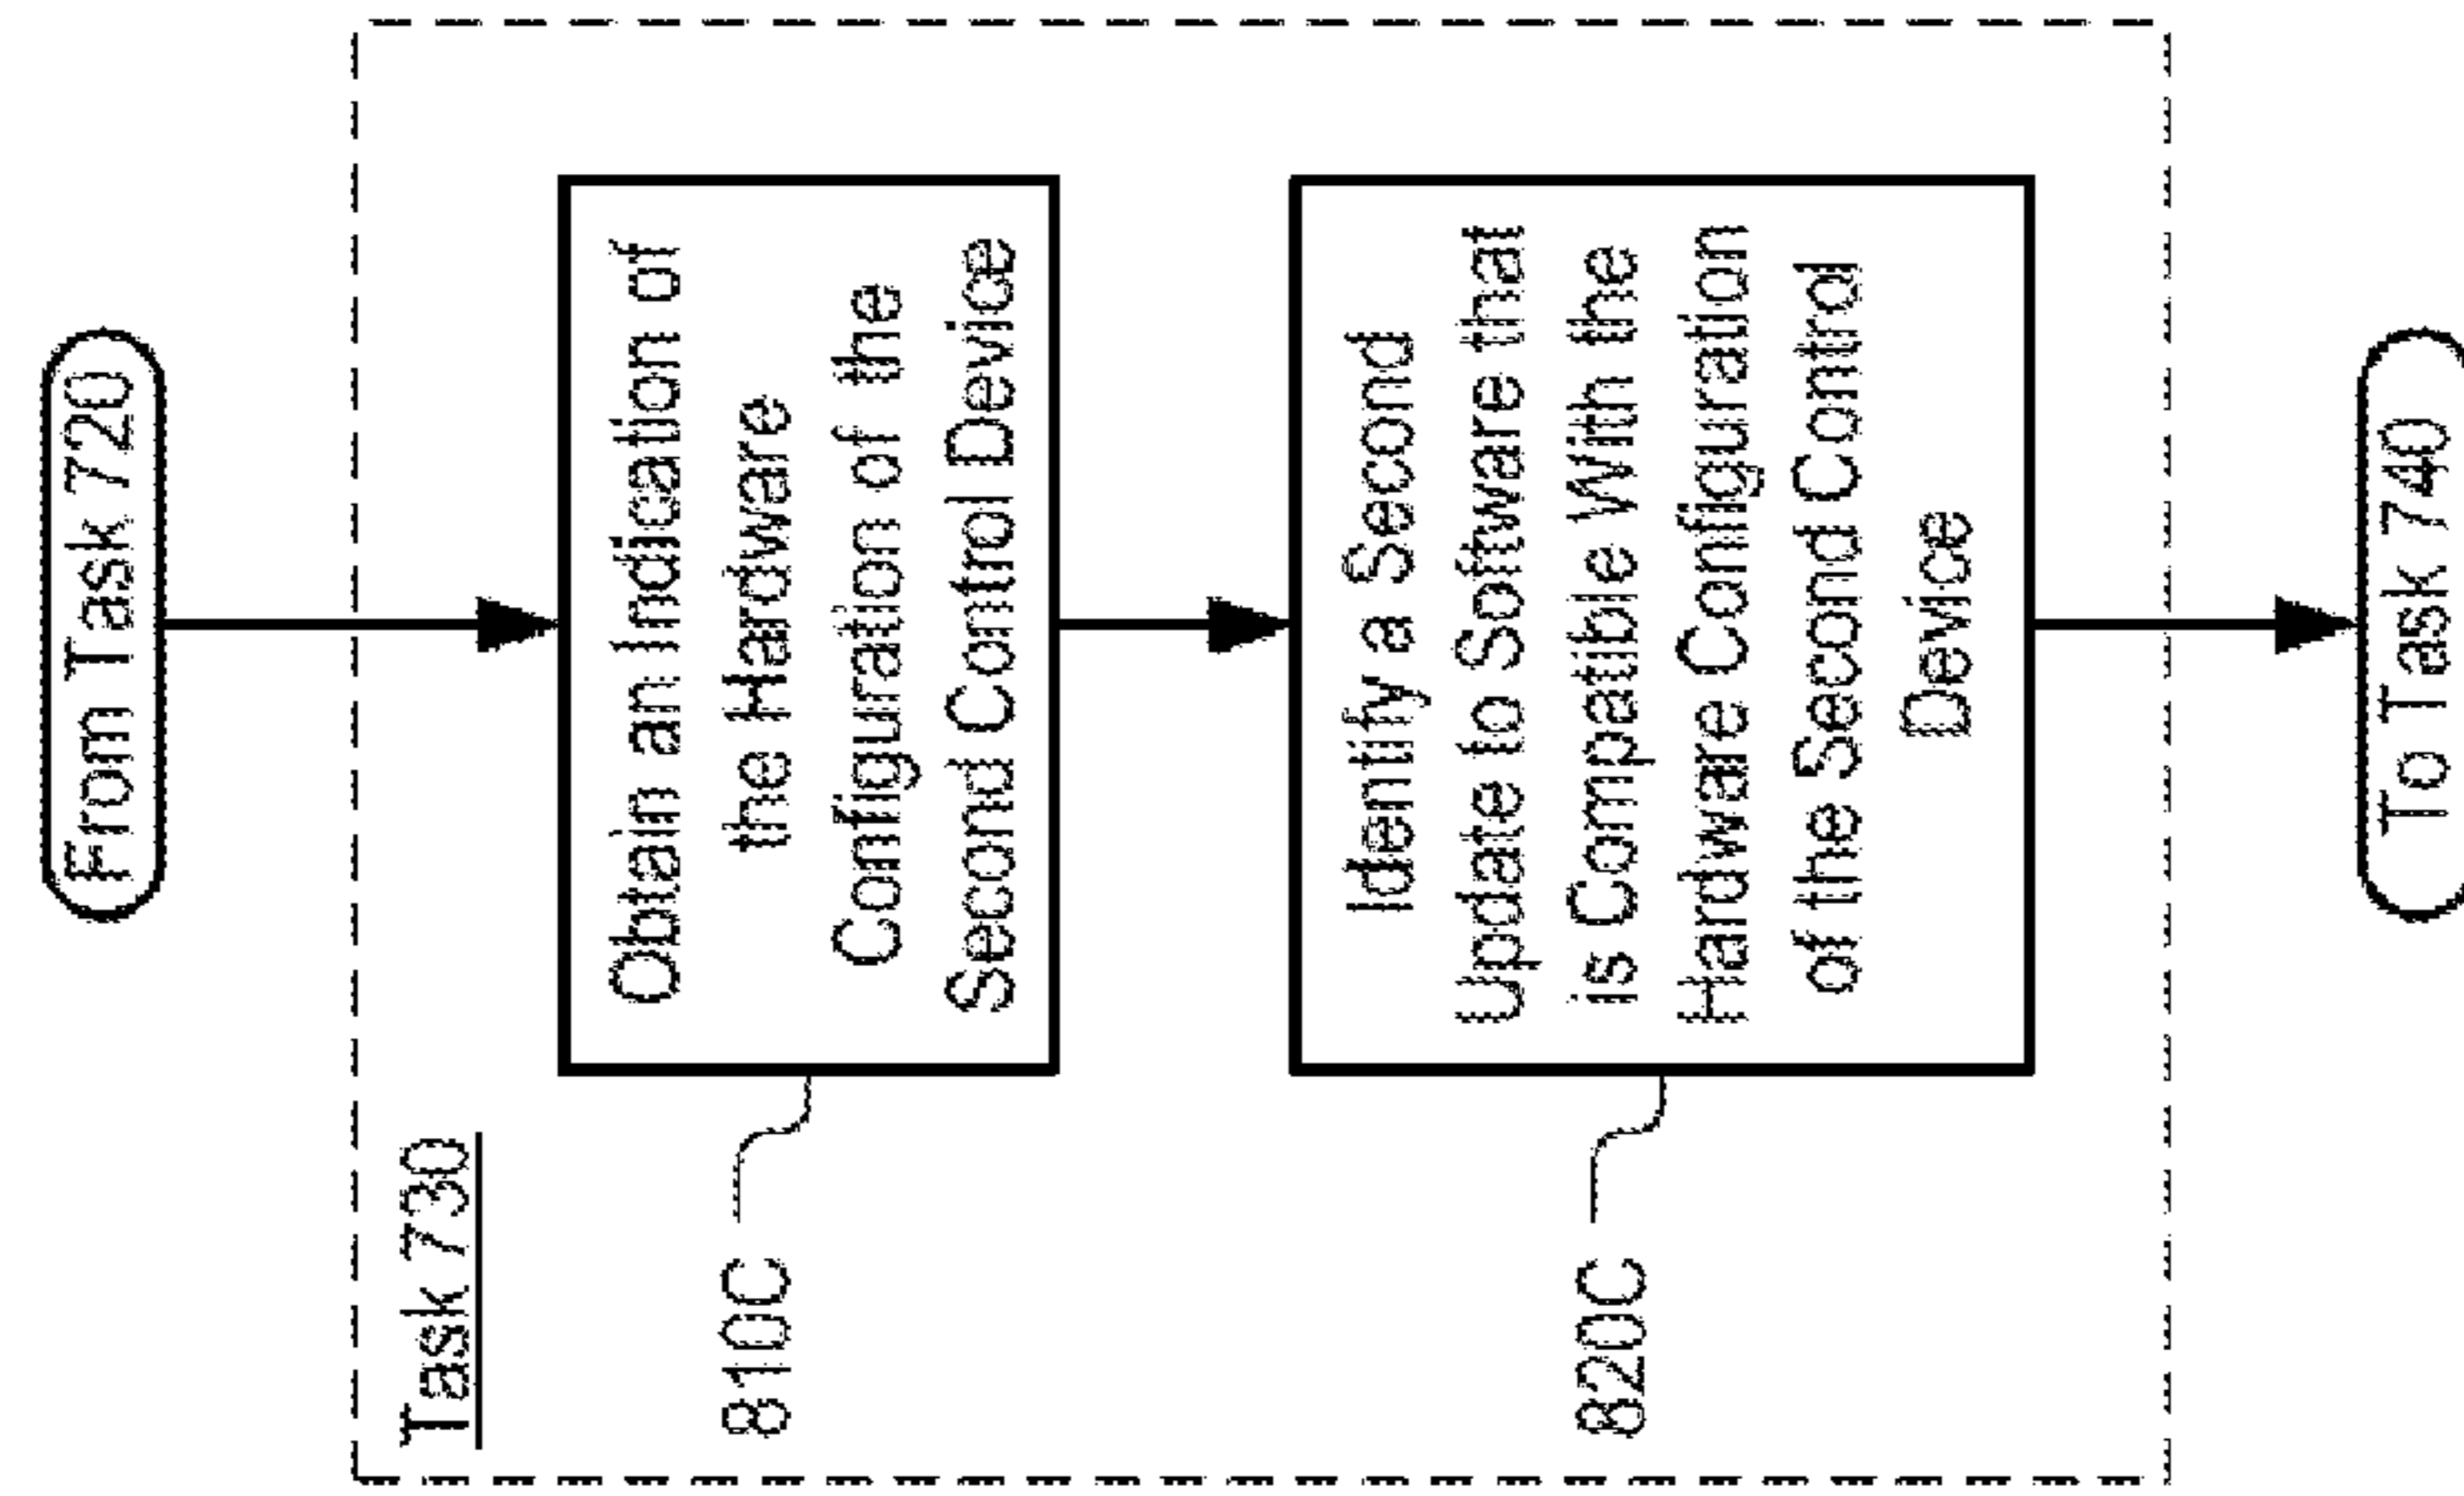 From Task 720
Task 730
810C
Obtain an Indication of
the Hardware
Configuration of the
Second Control Device
820C
Identify a Second
Update to Software that
is Compatible With the
Hardware Configuration
of the Second Control
Device
To Task 740